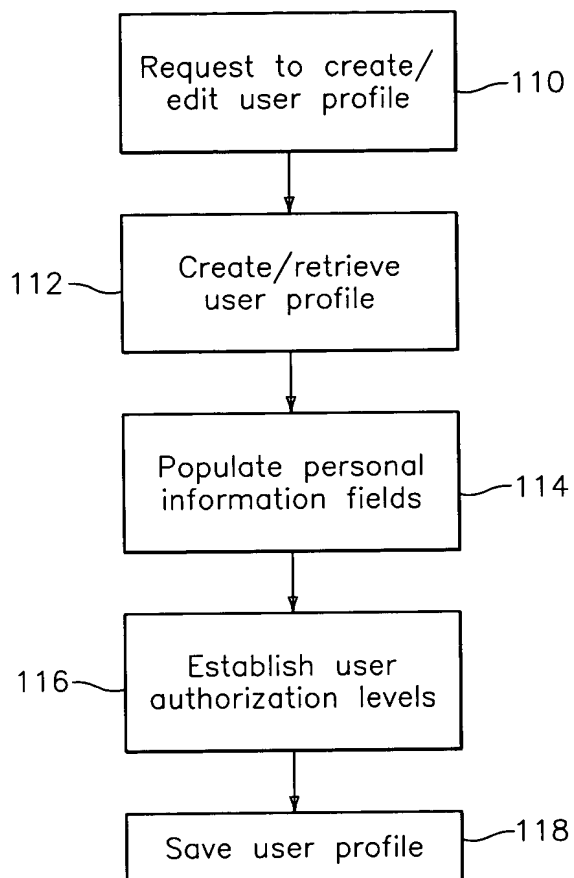 Request to create/
edit user profile
110
112
Create/retrieve
user profile
Populate personal
information fields
114
116
Establish user
authorization levels
Save user profile
118